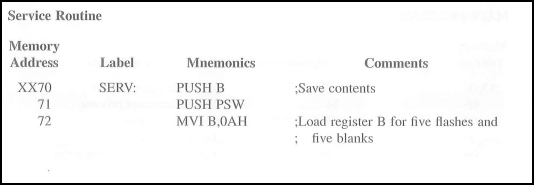 Service Routine
Memory
Address Label Mnemonics Comments
XX70 SERV: PUSH B ;Save contents
71 PUSH PSW
72 MVI B,0AH ;Load register B for five flashes and
; five blanks